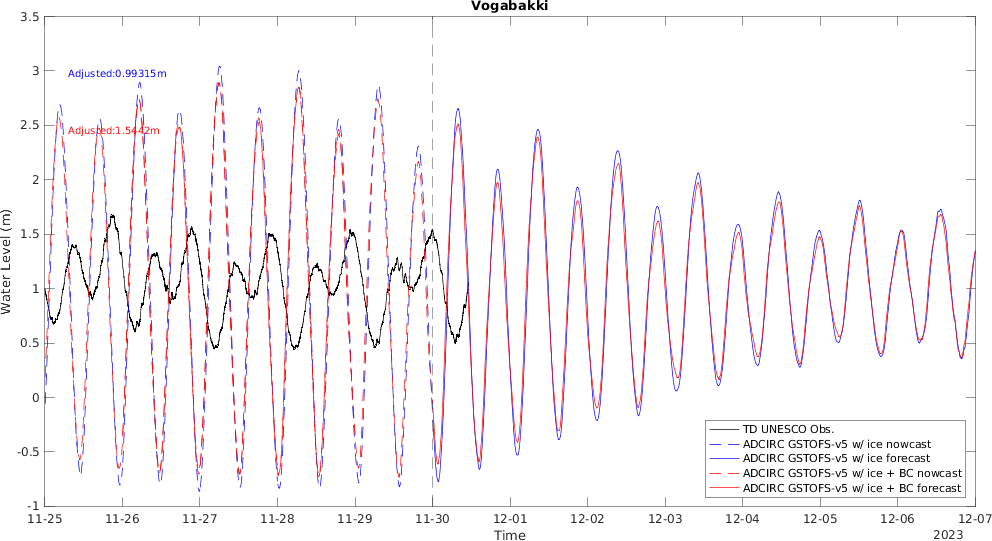 Vogabakki
3.5
3
2.5
2
1.5
1
0.5
0
-0.5
-1
Water Level (m)
Adjusted:0.99315m
Adjusted:1.5442m
TD UNESCO Obs.
ADCIRC GSTOFS-v5 w/ ice nowcast
ADCIRC GSTOFS-v5 w/ ice forecast
ADCIRC GSTOFS-v5 w/ ice + BC nowcast
ADCIRC GSTOFS-v5 w/ ice + BC forecast
11-25 11-26 11-27 11-28 11-29 11-30 12-01 12-02 12-03 12-04 12-05 12-06 12-07
Time
2023